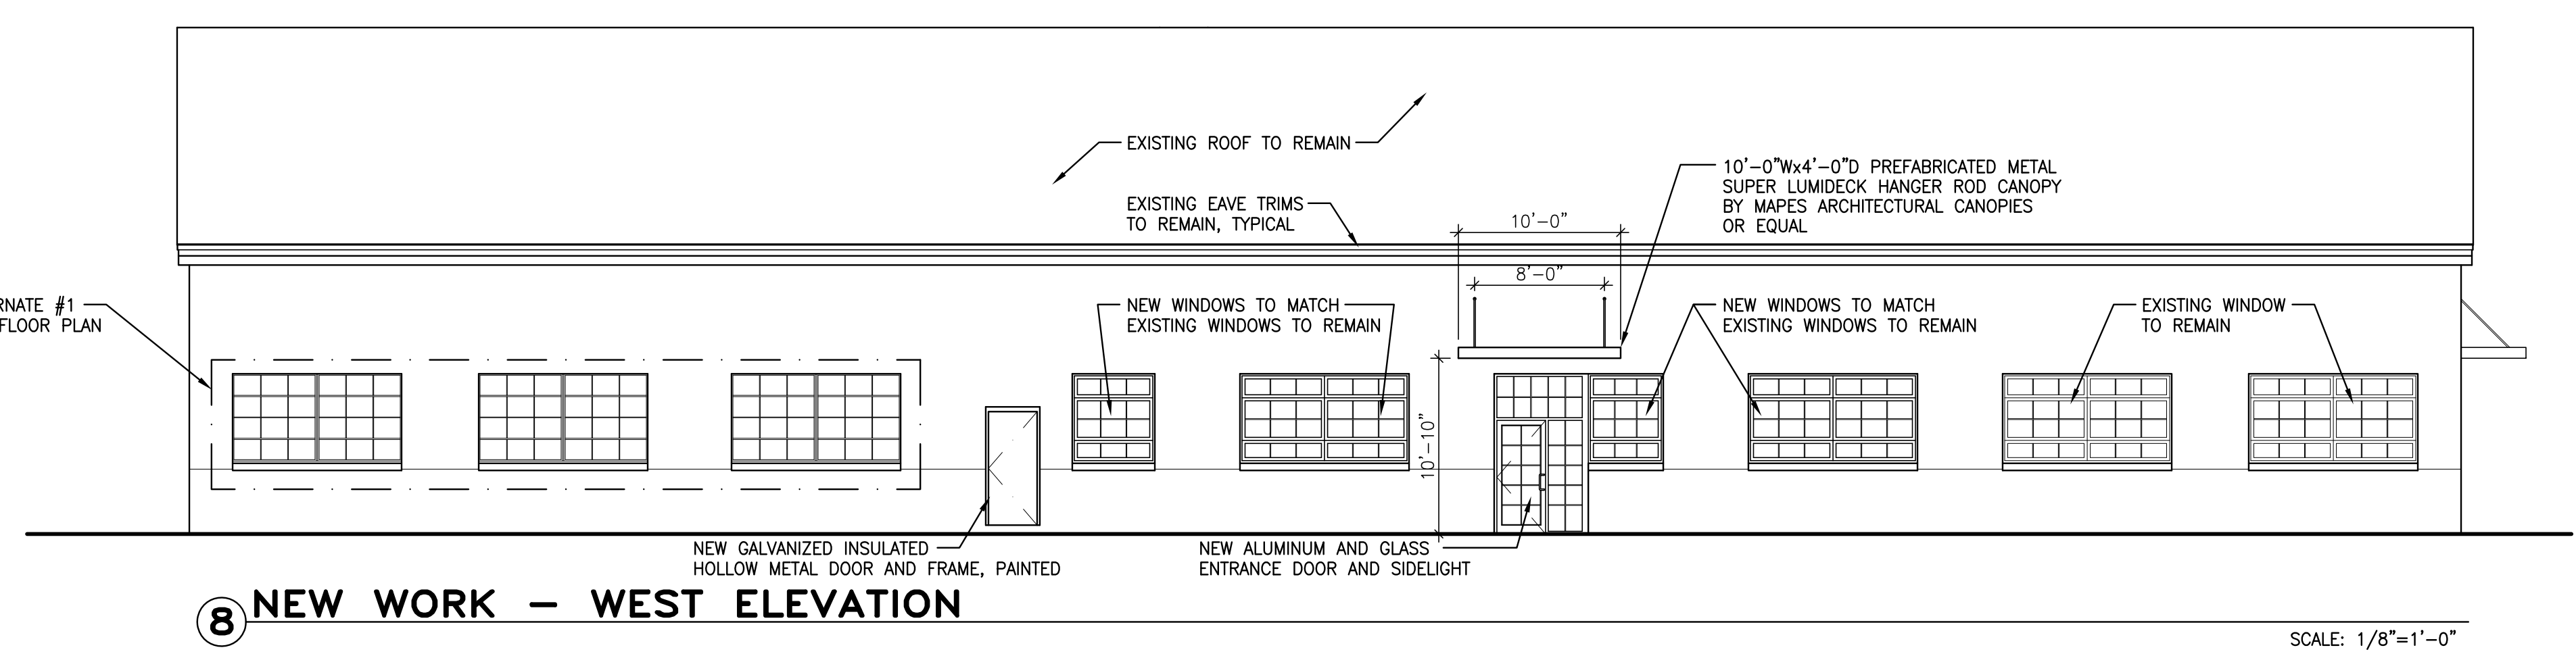 EXISTING ROOF TO REMAIN
EXISTING EAVE TRIMS
TO REMAIN, TYPICAL
10'-0"
8'-0"
10'-0"Wx4'-0"D PREFABRICATED METAL
SUPER LUMIDECK HANGER ROD CANOPY
BY MAPES ARCHITECTURAL CANOPIES
OR EQUAL
RNATE #1
FLOOR PLAN
NEW WINDOWS TO MATCH
EXISTING WINDOWS TO REMAIN
NEW WINDOWS TO MATCH
EXISTING WINDOWS TO REMAIN
EXISTING WINDOW
TO REMAIN
10'-10"
NEW GALVANIZED INSULATED
HOLLOW METAL DOOR AND FRAME, PAINTED
NEW ALUMINUM AND GLASS
ENTRANCE DOOR AND SIDELIGHT
8 NEW WORK - WEST ELEVATION
SCALE: 1/8"=1'-0"